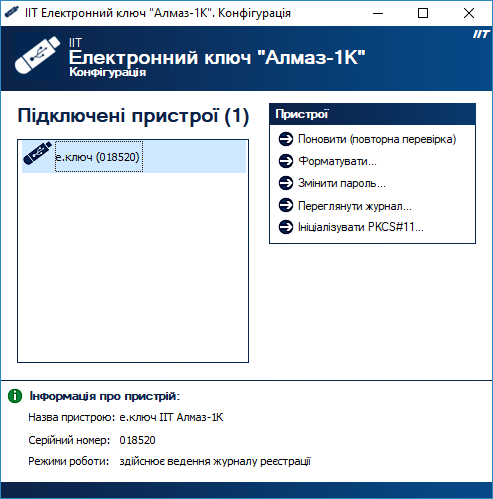 ІІТ Електронний ключ "Алмаз-1К". Конфігурація
ІІТ
ІІТ
Електронний ключ "Алмаз-1К"
Конфігурація
Підключені пристрої (1)
е.ключ (018520)
Пристрої
Поновити (повторна перевірка)
Форматувати...
Змінити пароль...
Переглянути журнал...
Ініціалізувати PKCS#11...
Інформація про пристрій:
Назва пристрою: е.ключ ІІТ Алмаз-1К
Серійний номер: 018520
Режими роботи: здійснює ведення журналу реєстрації